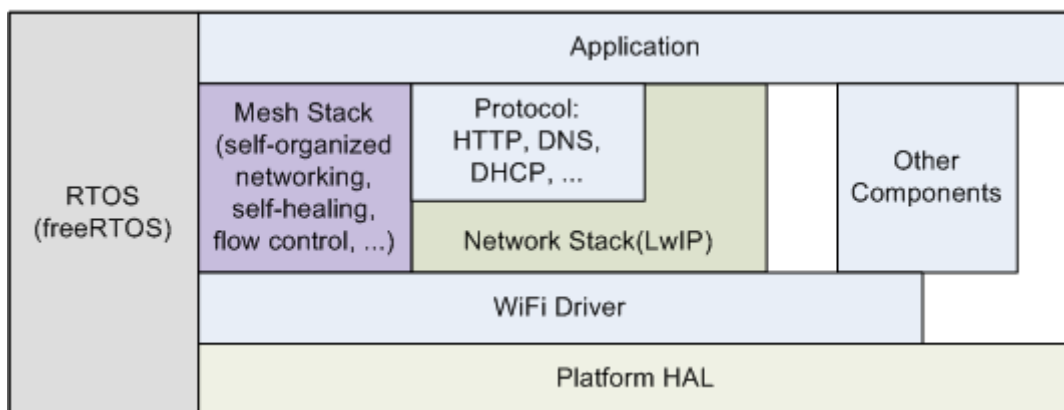 Application
Mesh Stack
(self-organized
networking,
self-healing,
flow control, ...)
Protocol:
HTTP, DNS,
DHCP, ...
Other
Components
RTOS
(freeRTOS)
Network Stack(LwIP)
WiFi Driver
Platform HAL